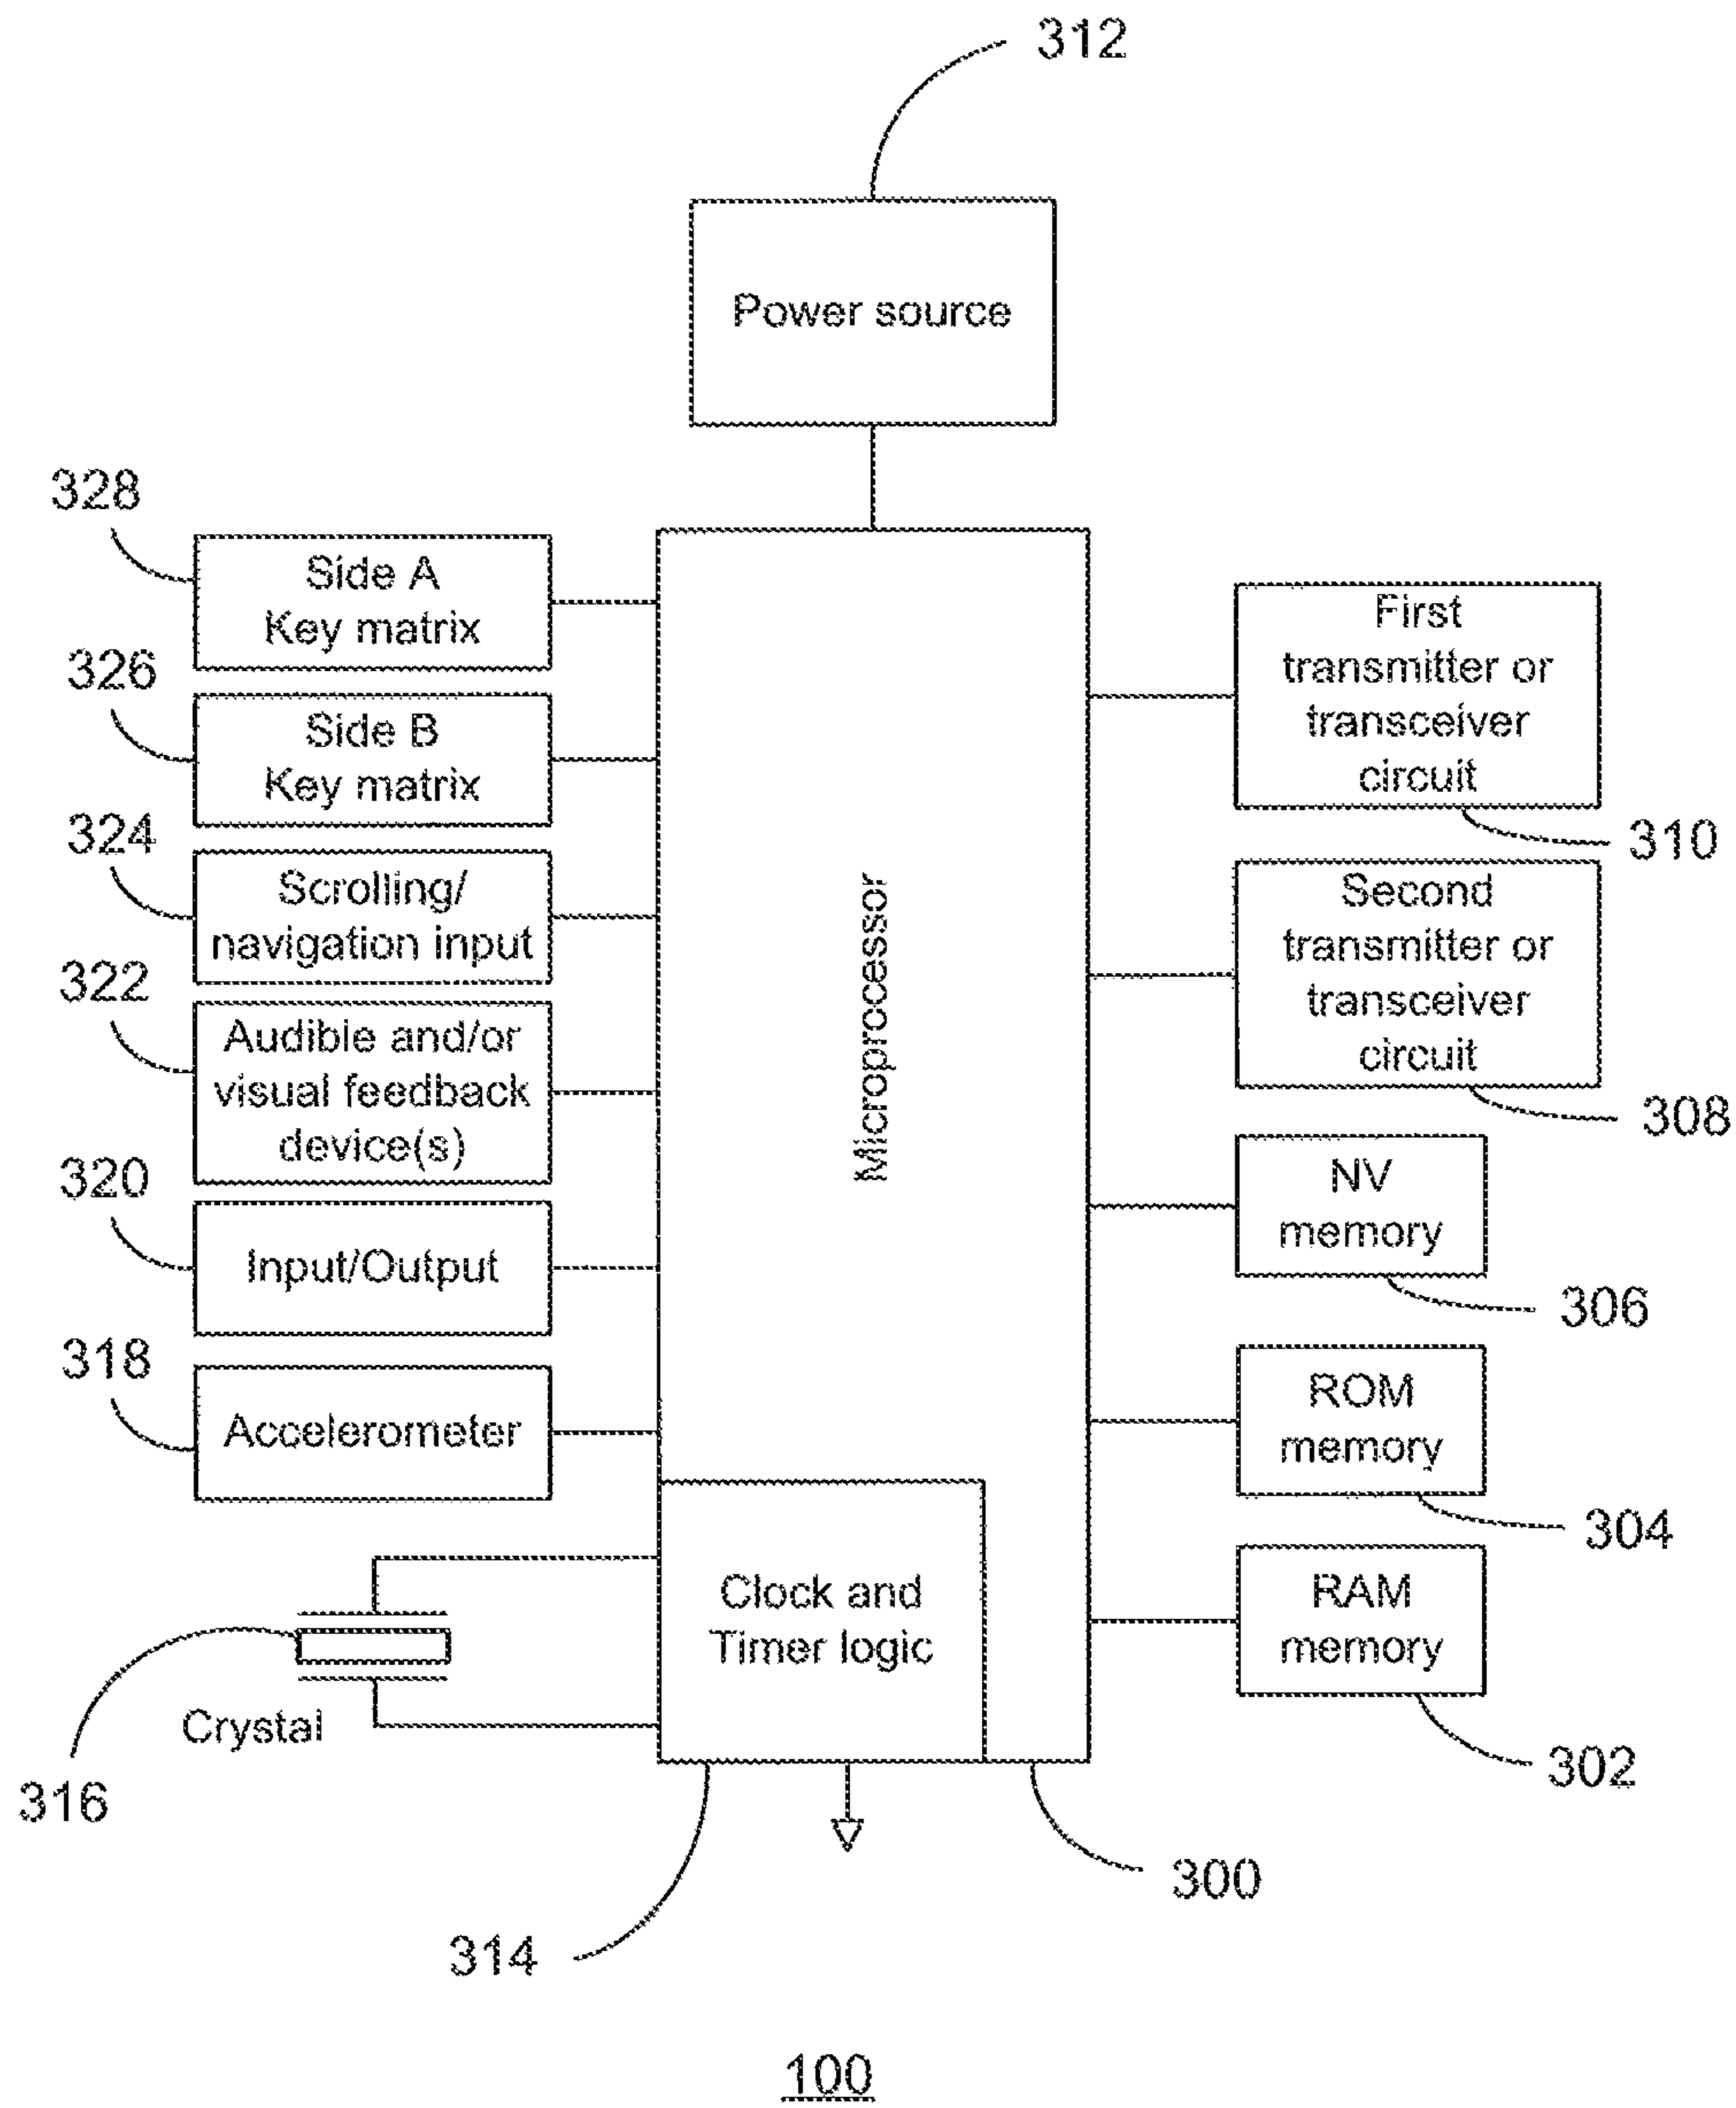 312
Power source
328
Side A
Key matrix
326
Side B
Key matrix
324
Scrolling/
navigation input
322
Audible and/or
visual feedback
device(s)
320
Input/Output
318
Accelerometer
Microprocessor
First
transmitter or
transceiver
circuit
310
Second
transmitter or
transceiver
circuit
308
NV
memory
306
ROM
memory
304
RAM
memory
302
Clock and
Timer logic
Crystal
316
300
314
100